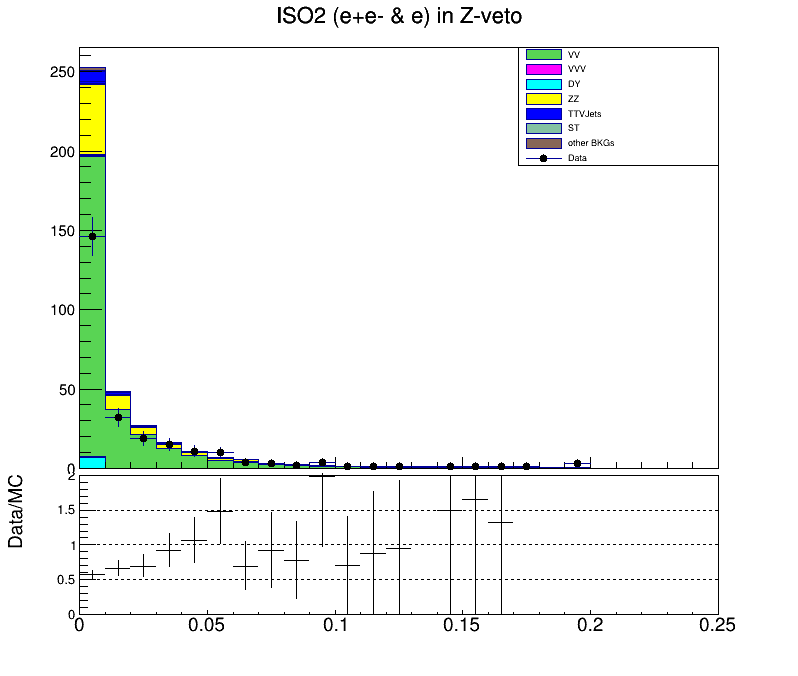 ISO2 (e+e- & e) in Z-veto
VV
VVV
DY
ZZ
TTVJets
ST
other BKGs
Data
250
200
150
100
50
0
Data/MC
2
1.5
1
0.5
0
0 0.05 0.1 0.15 0.2 0.25